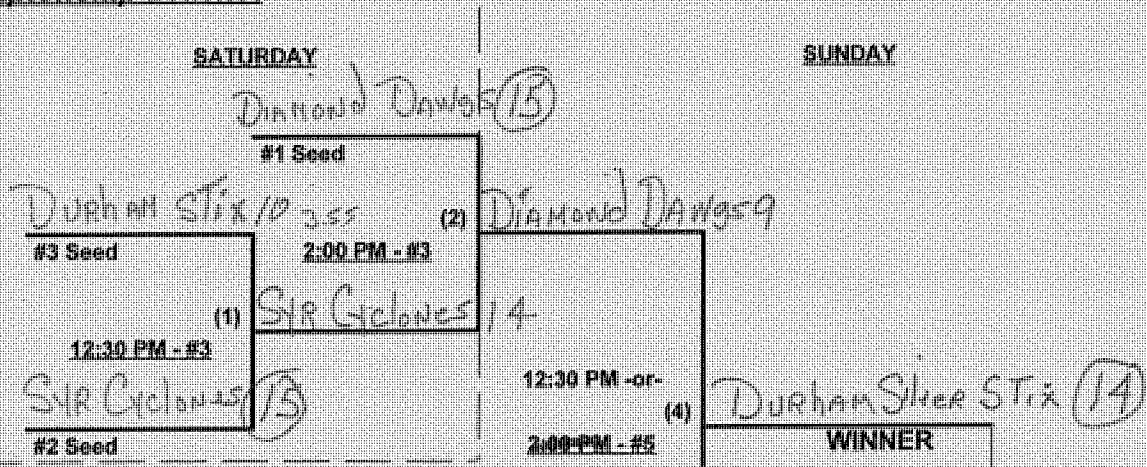 SATURDAY
SUNDAY
Diamond Dawgs 15
#1 Seed
Durham Stix 10 355
(2)
Diamond Dawgs 9
#3 Seed
2:00 PM - #3
(1)
Syr Cyclones 14
12:30 PM - #3
12:30 PM -or-
Syr Cyclones 15
(4)
Durham Silver Stix 14
#2 Seed
2:00 PM - #5
WINNER